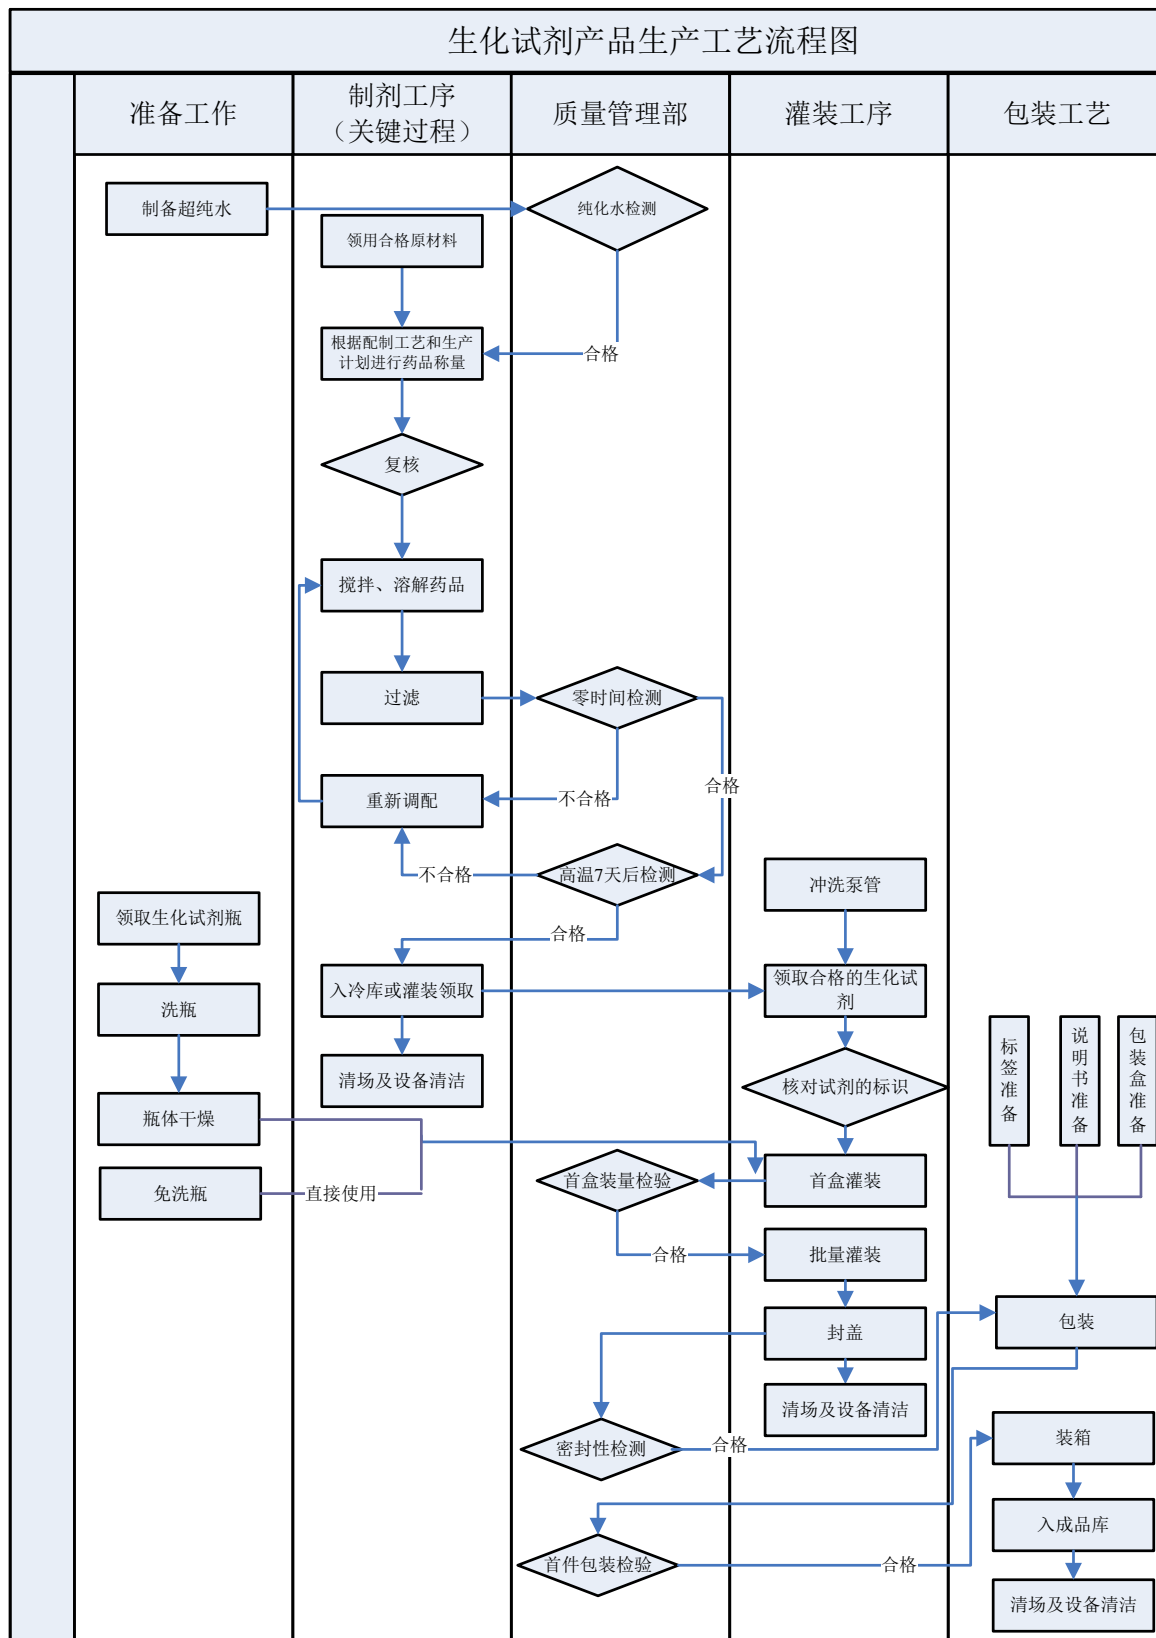 生化试剂产品生产工艺流程图
准备工作
制剂工序
（关键过程）
质量管理部
灌装工序
包装工艺
制备超纯水
纯化水检测
领用合格原材料
根据配制工艺和生产
计划进行药品称量
合格
复核
搅拌、溶解药品
过滤
零时间检测
重新调配
不合格
合格
不合格
高温7天后检测
冲洗泵管
领取生化试剂瓶
合格
入冷库或灌装领取
领取合格的生化试
剂
洗瓶
清场及设备清洁
核对试剂的标识
标签准备
说明书准备
包装盒准备
瓶体干燥
免洗瓶
直接使用
首盒装量检验
首盒灌装
合格
批量灌装
封盖
包装
清场及设备清洁
密封性检测
合格
装箱
入成品库
首件包装检验
合格
清场及设备清洁